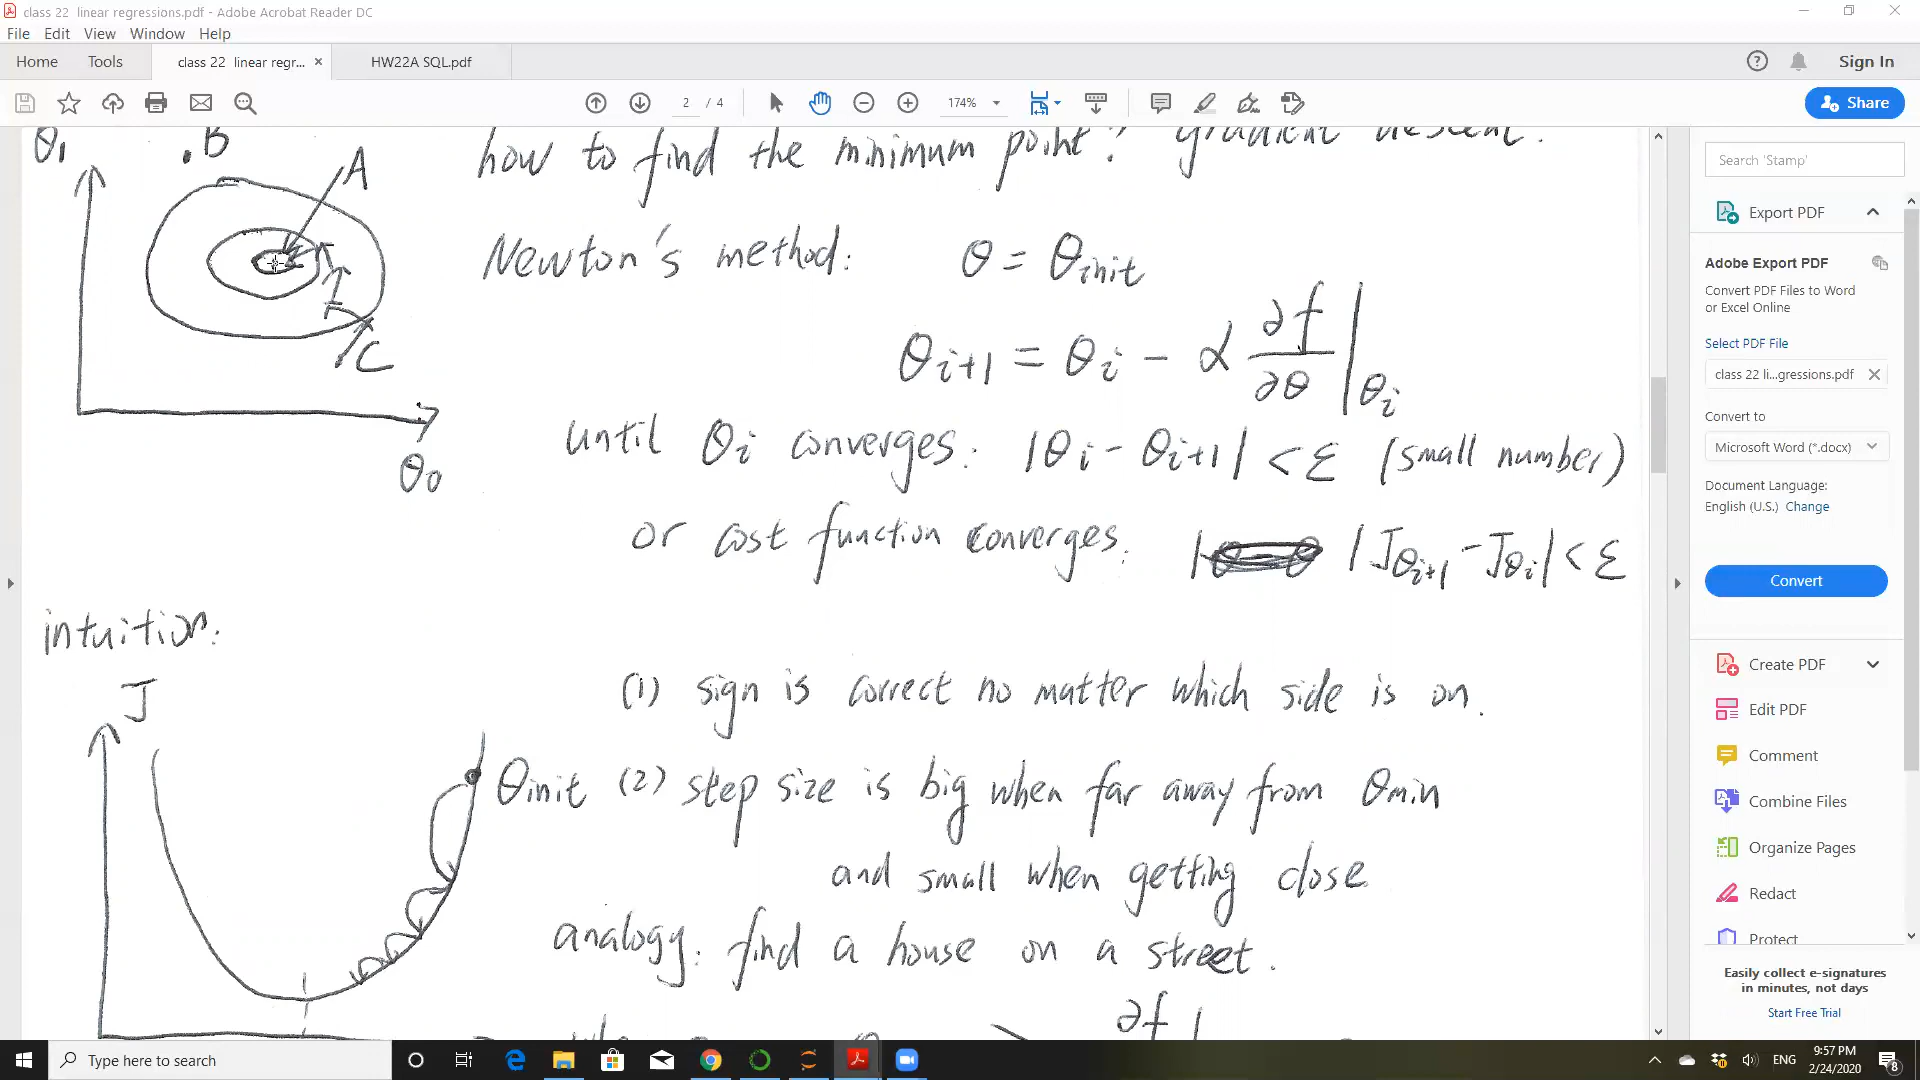 class 22 linear regressions.pdf - Adobe Acrobat Reader DC
File Edit View Window Help
Home Tools class 22 linear regr... × HW22A SQL.pdf
Sign In
2 / 4 174% Share
θ₁ .B A C θ₀
how to find the minimum point? gradient descent.
Newton's method: θ = θinit
θi+1 = θi - α ∂f/∂θ |θi
until θi converges: |θi - θi+1| < ε (small number)
or cost function converges: |Jθi+1 - Jθi| < ε
intuition:
J
(1) sign is correct no matter which side is on.
θinit (2) step size is big when far away from θmin
and small when getting close
analogy: find a house on a street.
∂f
Search 'Stamp'
Export PDF
Adobe Export PDF
Convert PDF Files to Word
or Excel Online
Select PDF File
class 22 li...gressions.pdf
Convert to
Microsoft Word (*.docx)
Document Language:
English (U.S.) Change
Convert
Create PDF
Edit PDF
Comment
Combine Files
Organize Pages
Redact
Protect
Easily collect e-signatures
in minutes, not days
Start Free Trial
Type here to search
ENG
9:57 PM
2/24/2020
8